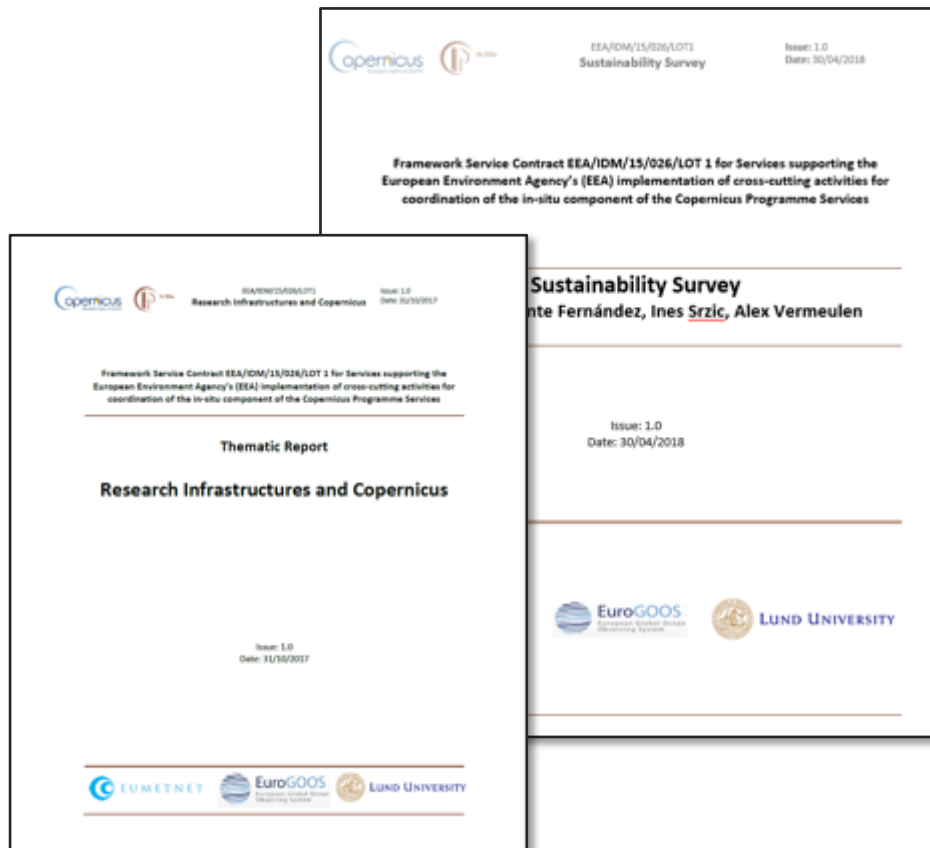 Copernicus
In Situ
EEA/IDM/15/026/LOT1
Sustainability Survey
Issue: 1.0
Date: 30/04/2018
Framework Service Contract EEA/IDM/15/026/LOT 1 for Services supporting the
European Environment Agency's (EEA) implementation of cross-cutting activities for
coordination of the in-situ component of the Copernicus Programme Services
Sustainability Survey
nte Fernández, Ines Srzic, Alex Vermeulen
Issue: 1.0
Date: 30/04/2018
EuroGOOS
European Global Ocean
Observing System
LUND UNIVERSITY
Copernicus
In Situ
EEA/IDM/15/026/LOT1
Research Infrastructures and Copernicus
Issue: 1.0
Date: 31/10/2017
Framework Service Contract EEA/IDM/15/026/LOT 1 for Services supporting the
European Environment Agency's (EEA) implementation of cross-cutting activities for
coordination of the in-situ component of the Copernicus Programme Services
Thematic Report
Research Infrastructures and Copernicus
Issue: 1.0
Date: 31/10/2017
EUMETNET
EuroGOOS
European Global Ocean
Observing System
LUND UNIVERSITY